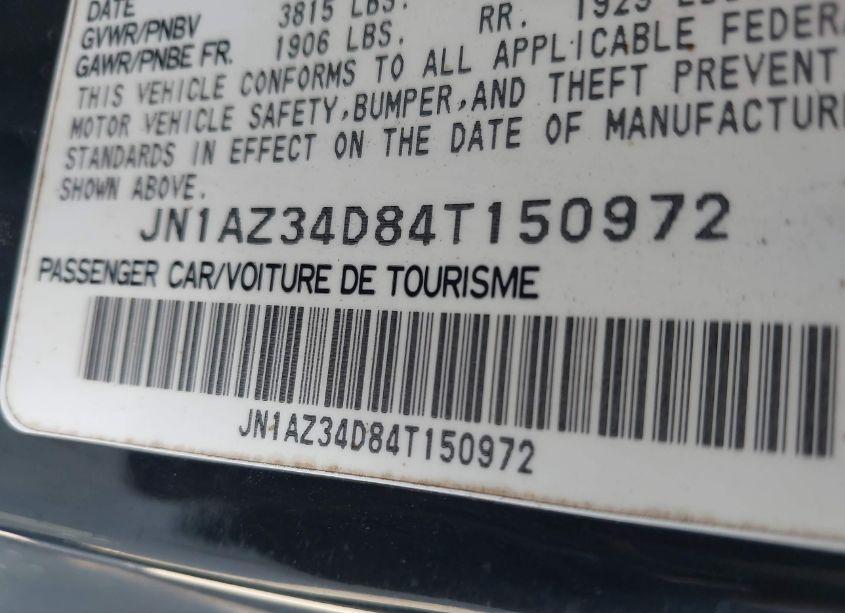 DATE
GVWR/PNBV 3815 LBS.
GAWR/PNBE FR. 1906 LBS. RR. 1929
THIS VEHICLE CONFORMS TO ALL APPLICABLE FEDERA
MOTOR VEHICLE SAFETY, BUMPER, AND THEFT PREVENT
STANDARDS IN EFFECT ON THE DATE OF MANUFACTUR
SHOWN ABOVE.
JN1AZ34D84T150972
PASSENGER CAR/VOITURE DE TOURISME
JN1AZ34D84T150972